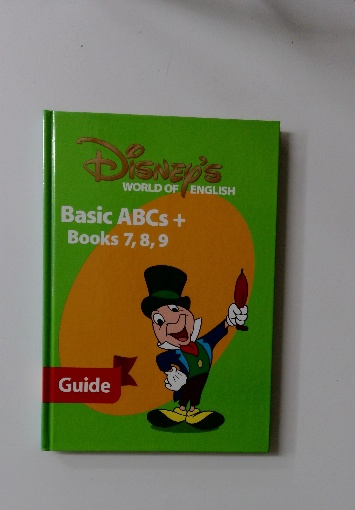 Disney's
WORLD OF ENGLISH
Basic ABCs +
Books 7, 8, 9
Guide